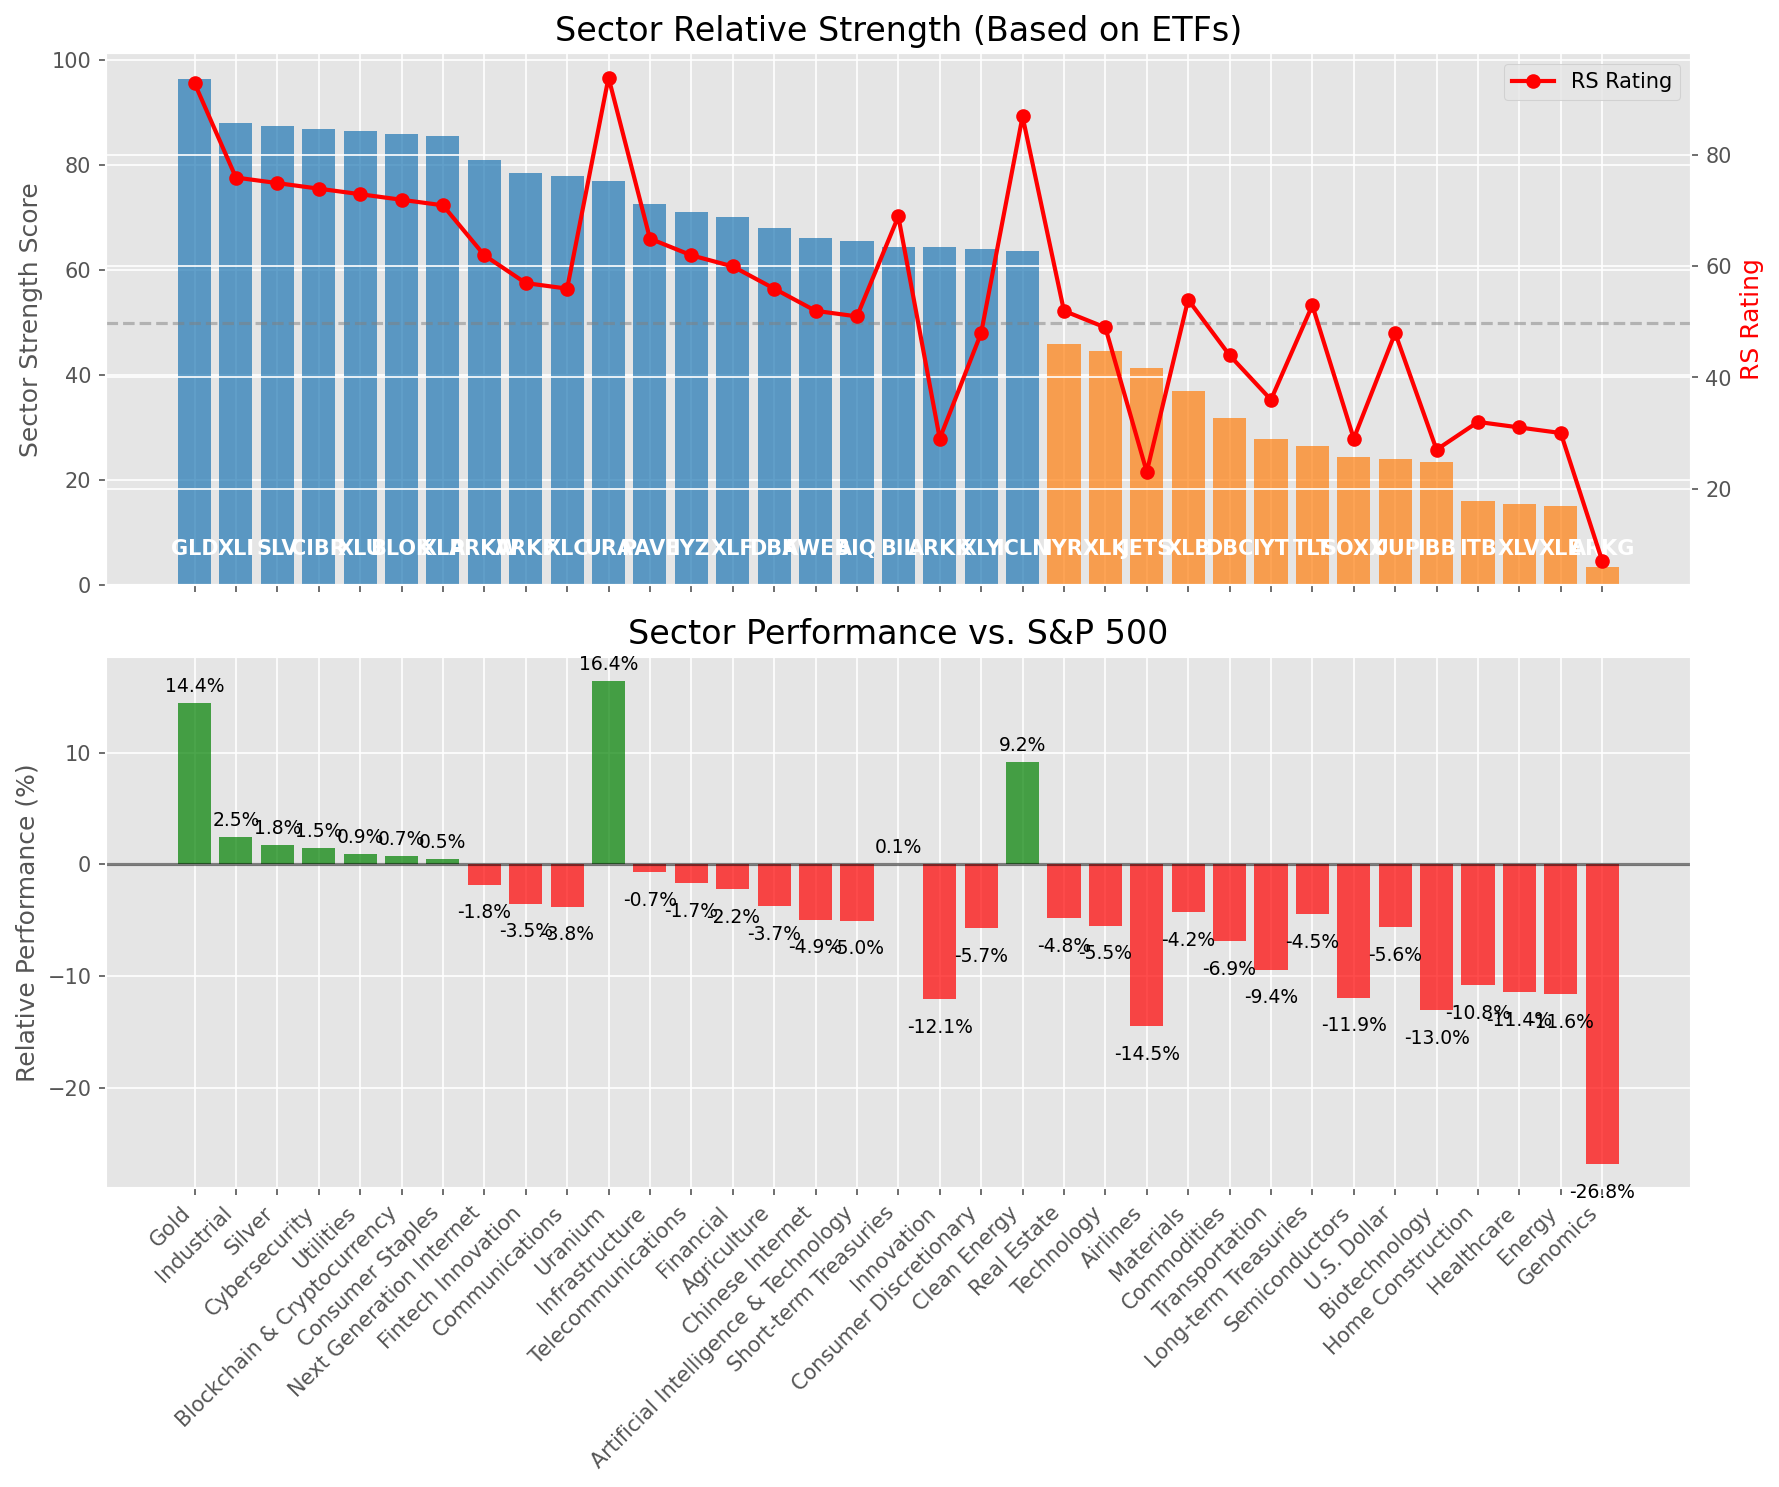 Sector Relative Strength (Based on ETFs)
RS Rating
Sector Strength Score
100
80
60
40
20
0
80
60
40
20
RS Rating
GLD XLI SLV CIBR XLU BLOK XLP ARKW ARKF XLC URA PAVE IYZ XLF DBA KWEB AIQ BIL ARKK XLY ICLN IYR XLK JETS XLB DBC IYT TLT SOXX UUP IBB ITB XLV XLE ARKG
Sector Performance vs. S&P 500
Relative Performance (%)
10
0
−10
−20
14.4%
2.5%
1.8%
1.5%
0.9%
0.7%
0.5%
-1.8%
-3.5%
-3.8%
16.4%
-0.7%
-1.7%
-2.2%
-3.7%
-4.9%
-5.0%
0.1%
-12.1%
-5.7%
9.2%
-4.8%
-5.5%
-14.5%
-4.2%
-6.9%
-9.4%
-4.5%
-11.9%
-5.6%
-13.0%
-10.8%
-11.4%
-11.6%
-26.8%
Gold
Industrial
Silver
Cybersecurity
Utilities
Blockchain & Cryptocurrency
Consumer Staples
Next Generation Internet
Fintech Innovation
Communications
Uranium
Infrastructure
Telecommunications
Financial
Agriculture
Chinese Internet
Artificial Intelligence & Technology
Short-term Treasuries
Innovation
Consumer Discretionary
Clean Energy
Real Estate
Technology
Airlines
Materials
Commodities
Transportation
Long-term Treasuries
Semiconductors
U.S. Dollar
Biotechnology
Home Construction
Healthcare
Energy
Genomics